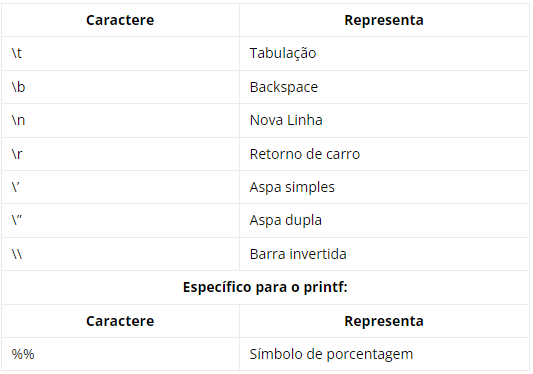 Caractere Representa
\t Tabulação
\b Backspace
\n Nova Linha
\r Retorno de carro
\’ Aspa simples
\” Aspa dupla
\\ Barra invertida
Específico para o printf:
Caractere Representa
%% Símbolo de porcentagem